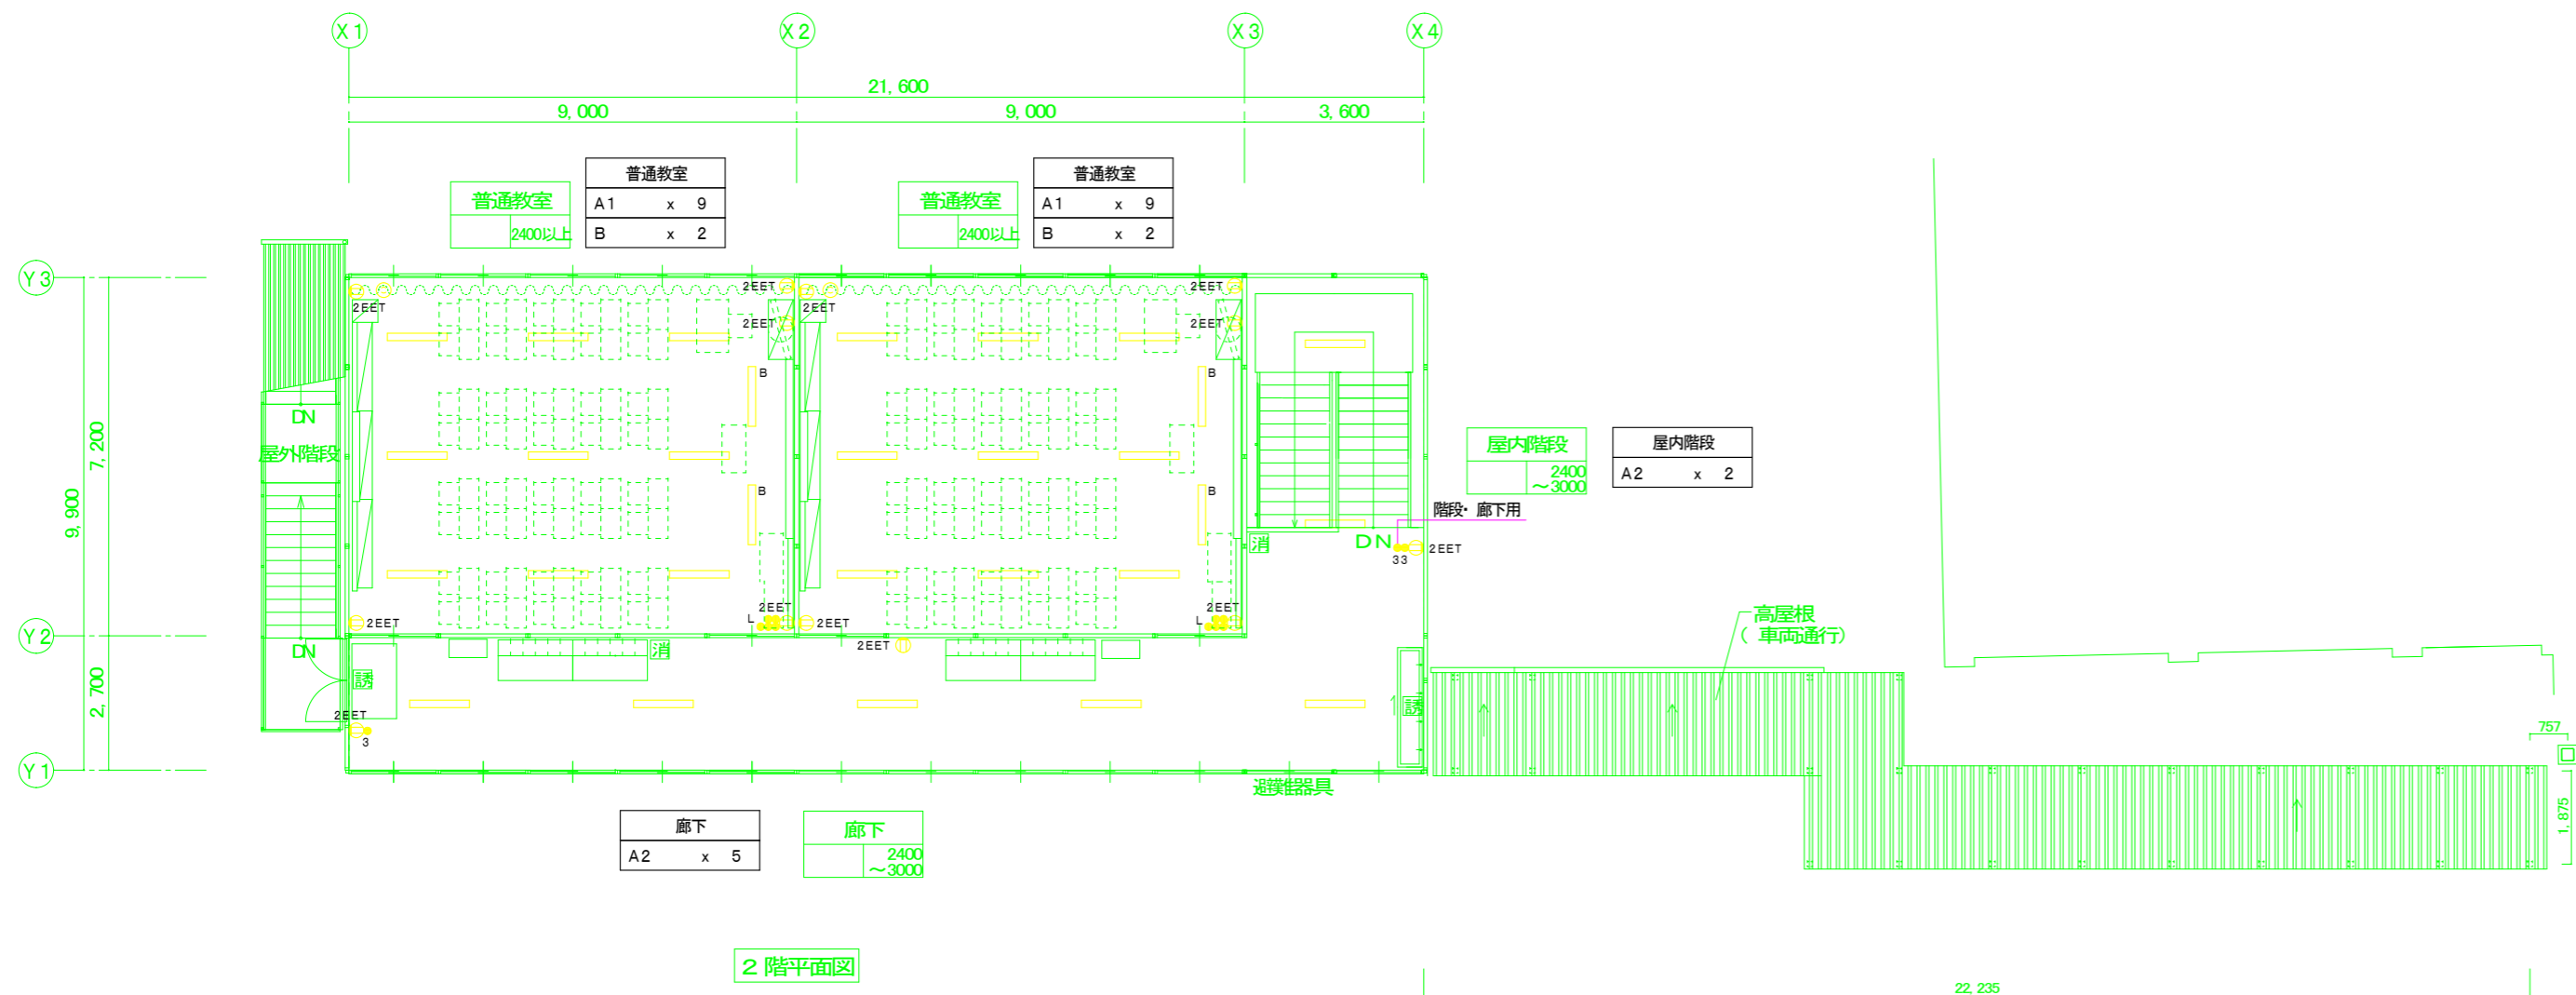 X1
X2
X3
X4
21,600
9,000
9,000
3,600
普通教室
2400以上
普通教室
A1 x 9
B x 2
普通教室
2400以上
普通教室
A1 x 9
B x 2
Y3
2EET
2EET
2EET
2EET
2EET
2EET
B
B
DN
屋外階段
7,200
9,900
屋内階段
2400
～3000
屋内階段
A2 x 2
B
B
階段・廊下用
消
DN
2EET
33
2EET
2EET
L
2EET
2EET
L
高屋根
(車両通行)
Y2
DN
消
2EET
誘
誘
2,700
2EET
3
757
Y1
避難器具
1,875
廊下
A2 x 5
廊下
2400
～3000
2階平面図
22,235